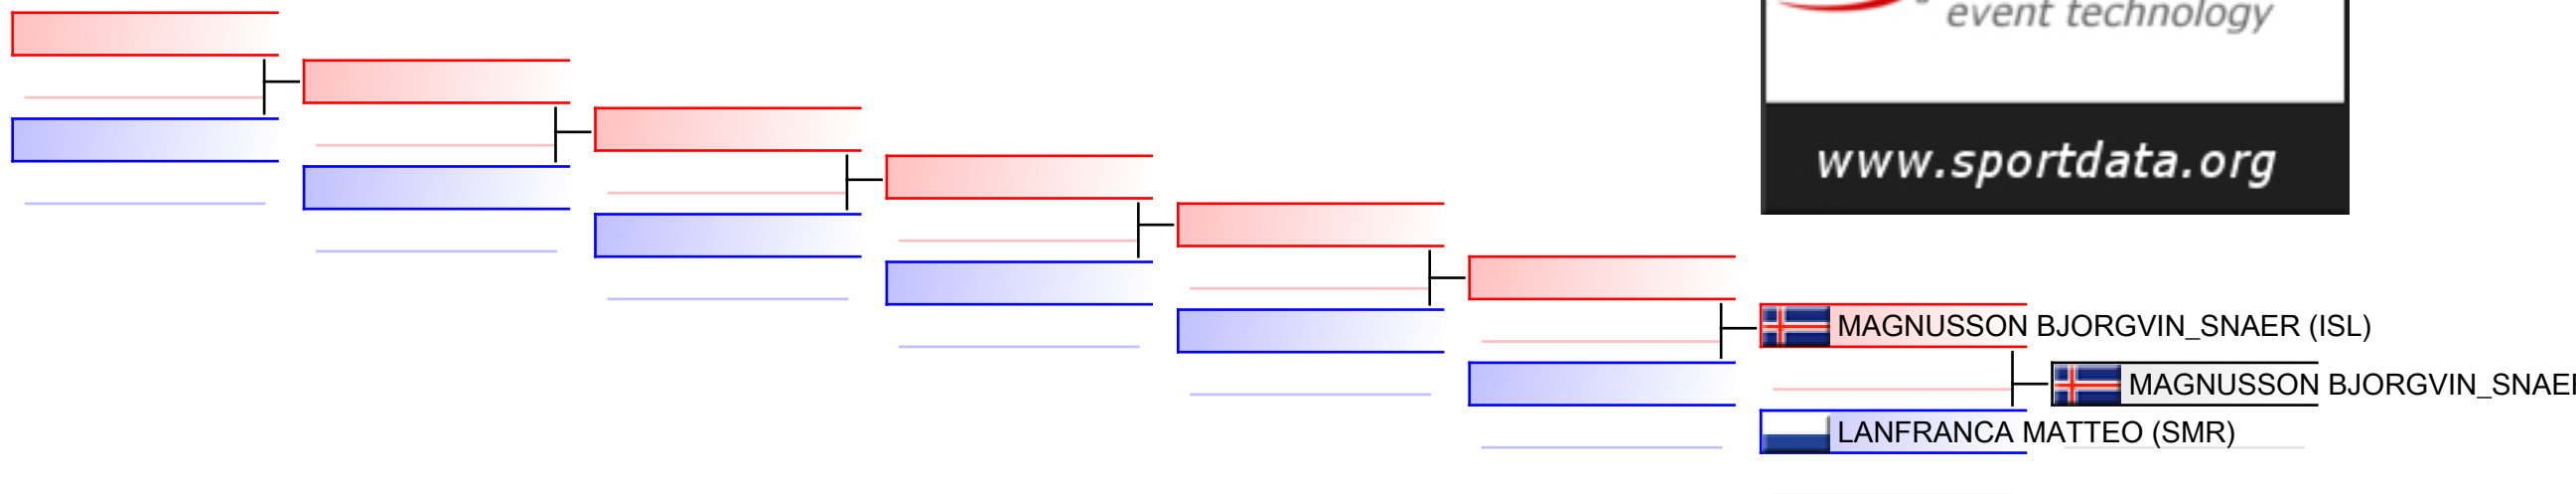 event technology
www.sportdata.org
MAGNUSSON BJORGVIN_SNAER (ISL)
MAGNUSSON BJORGVIN_SNAE
LANFRANCA MATTEO (SMR)